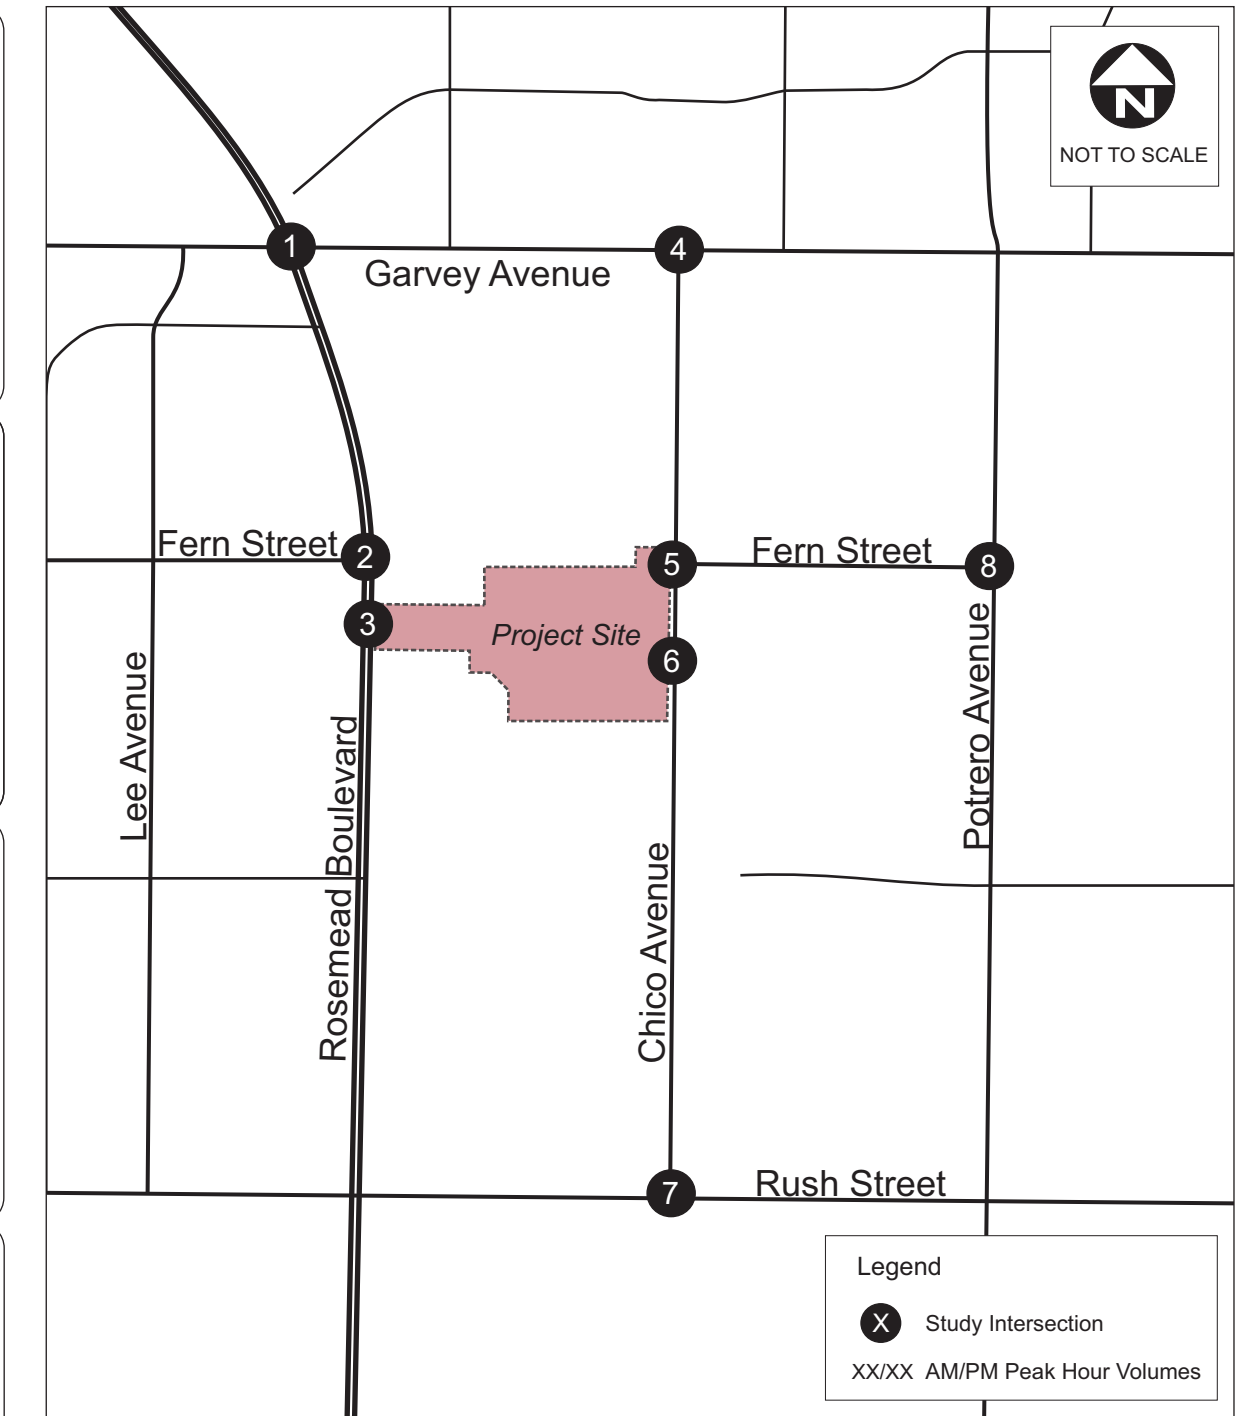 N
NOT TO SCALE
1
4
Garvey Avenue
Fern Street
2
5
Fern Street
8
3
Project Site
6
Lee Avenue
Rosemead Boulevard
Chico Avenue
Potrero Avenue
7
Rush Street
Legend
X Study Intersection
XX/XX AM/PM Peak Hour Volumes